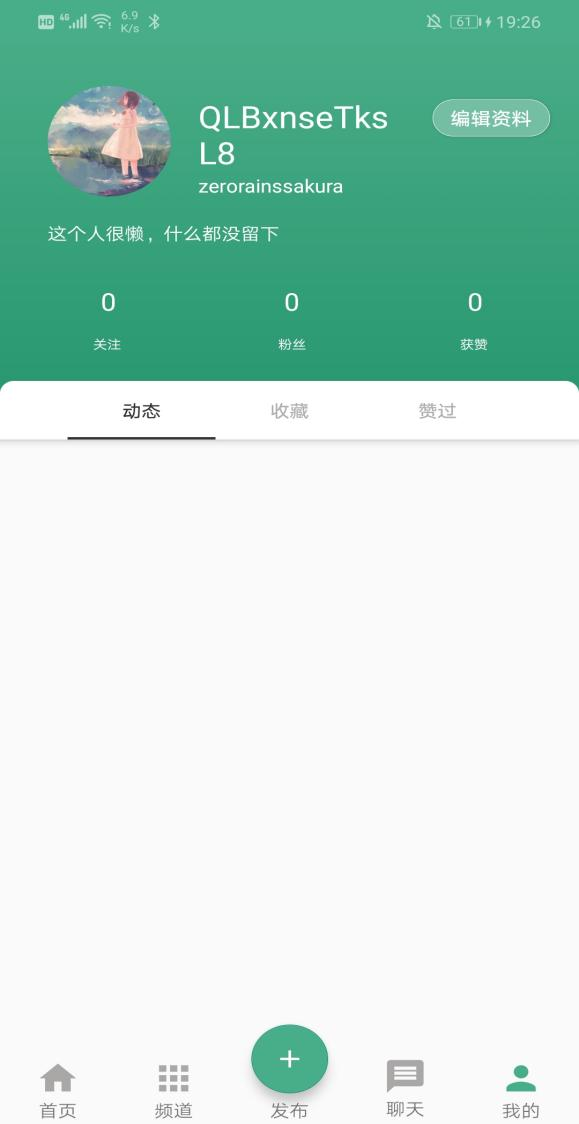 HD 4G 6.9 K/s 61 19:26
QLBxnseTks
L8
编辑资料
zerorainssakura
这个人很懒，什么都没留下
0 0 0
关注 粉丝 获赞
动态 收藏 赞过
首页 频道 发布 聊天 我的